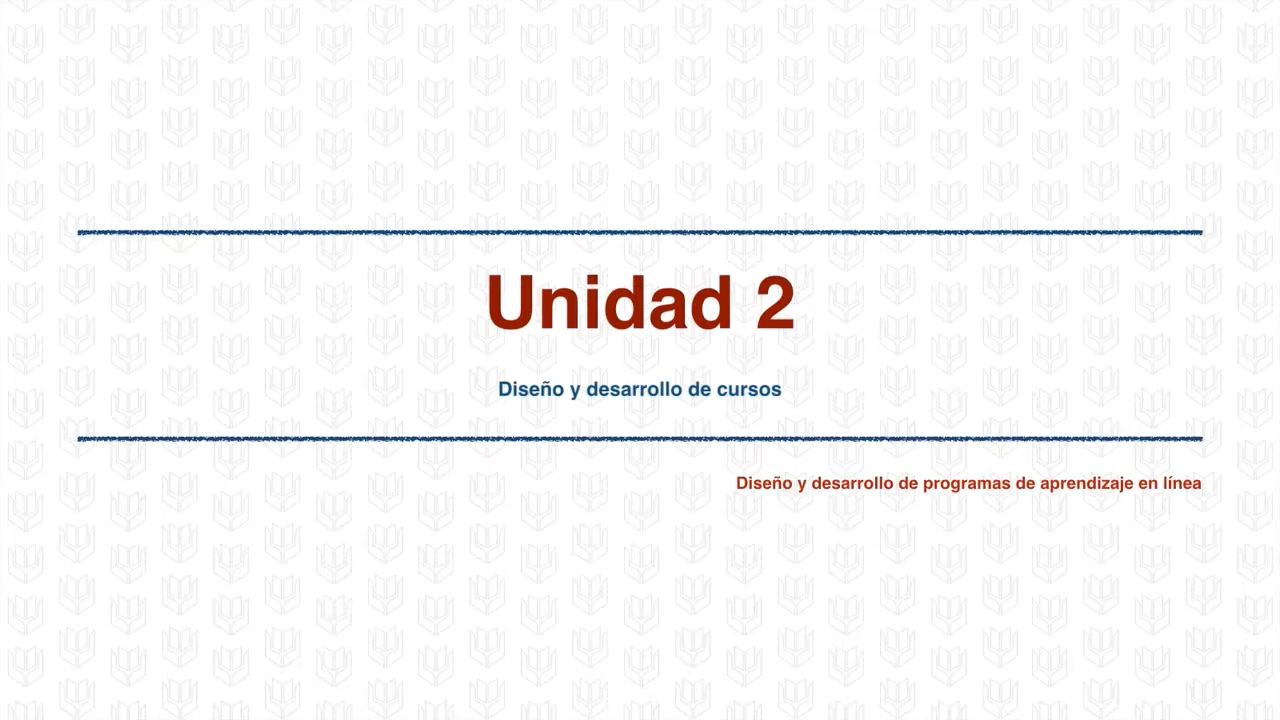 Unidad 2
Diseño y desarrollo de cursos
Diseño y desarrollo de programas de aprendizaje en línea